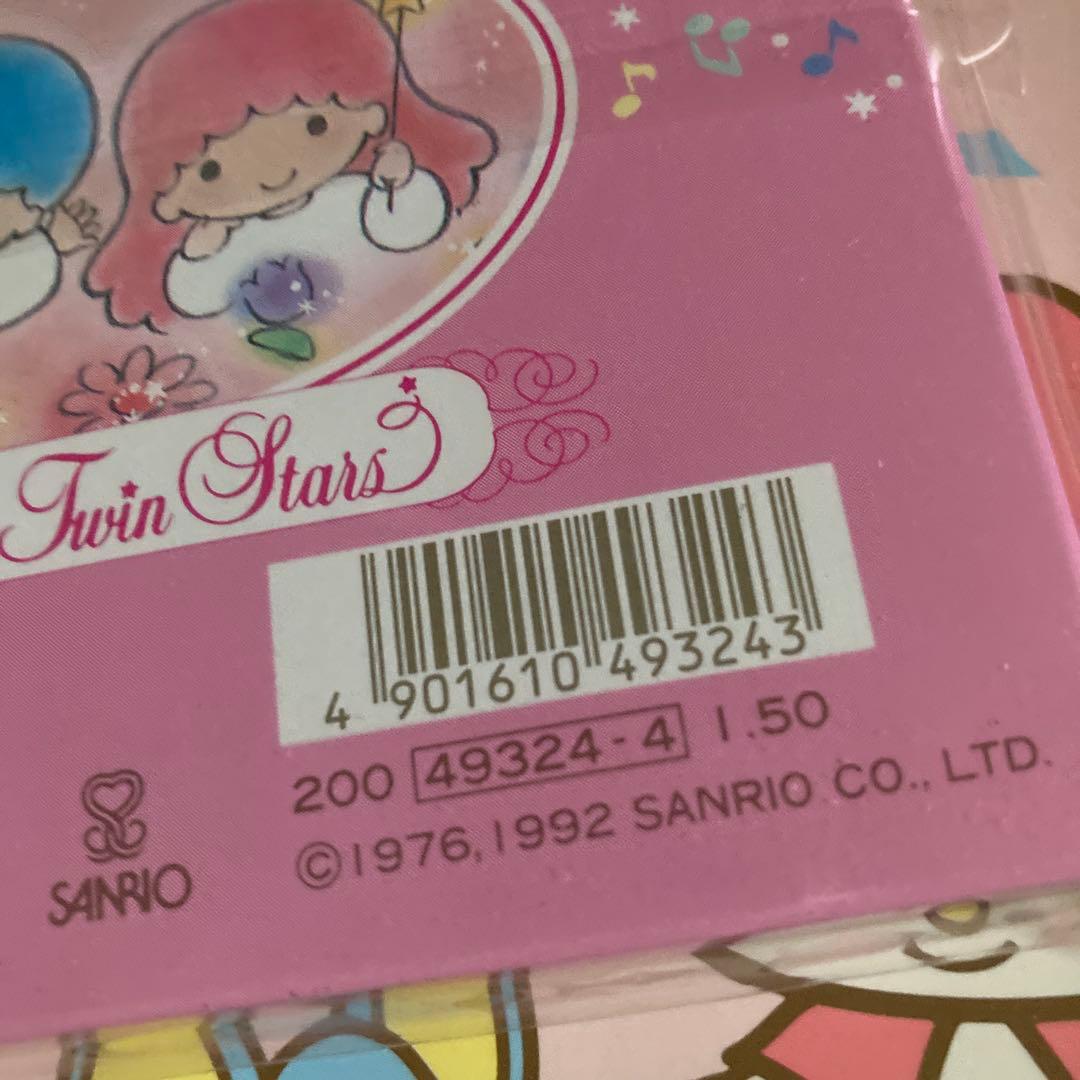 Twin Stars
4 901610 493243
200 49324-4 1.50
©1976,1992 SANRIO CO., LTD.
SANRIO